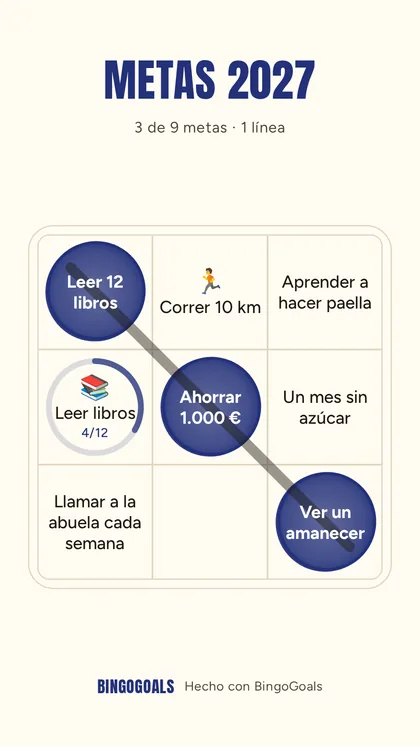 METAS 2027
3 de 9 metas · 1 línea
Leer 12
libros
Correr 10 km
Aprender a
hacer paella
Leer libros
4/12
Ahorrar
1.000 €
Un mes sin
azúcar
Llamar a la
abuela cada
semana
Ver un
amanecer
BINGOGOALS Hecho con BingoGoals